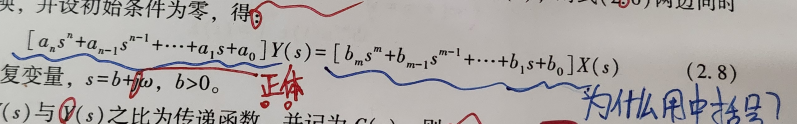 换，并设初始条件为零，得：
[aₙsⁿ+aₙ₋₁sⁿ⁻¹+⋯+a₁s+a₀]Y(s)=[bₘsᵐ+bₘ₋₁sᵐ⁻¹+⋯+b₁s+b₀]X(s) (2.8)
复变量，s=b+jω，b>0。 正体
为什么用中括号？
(s)与Y(s)之比为传递函数，并记为G(